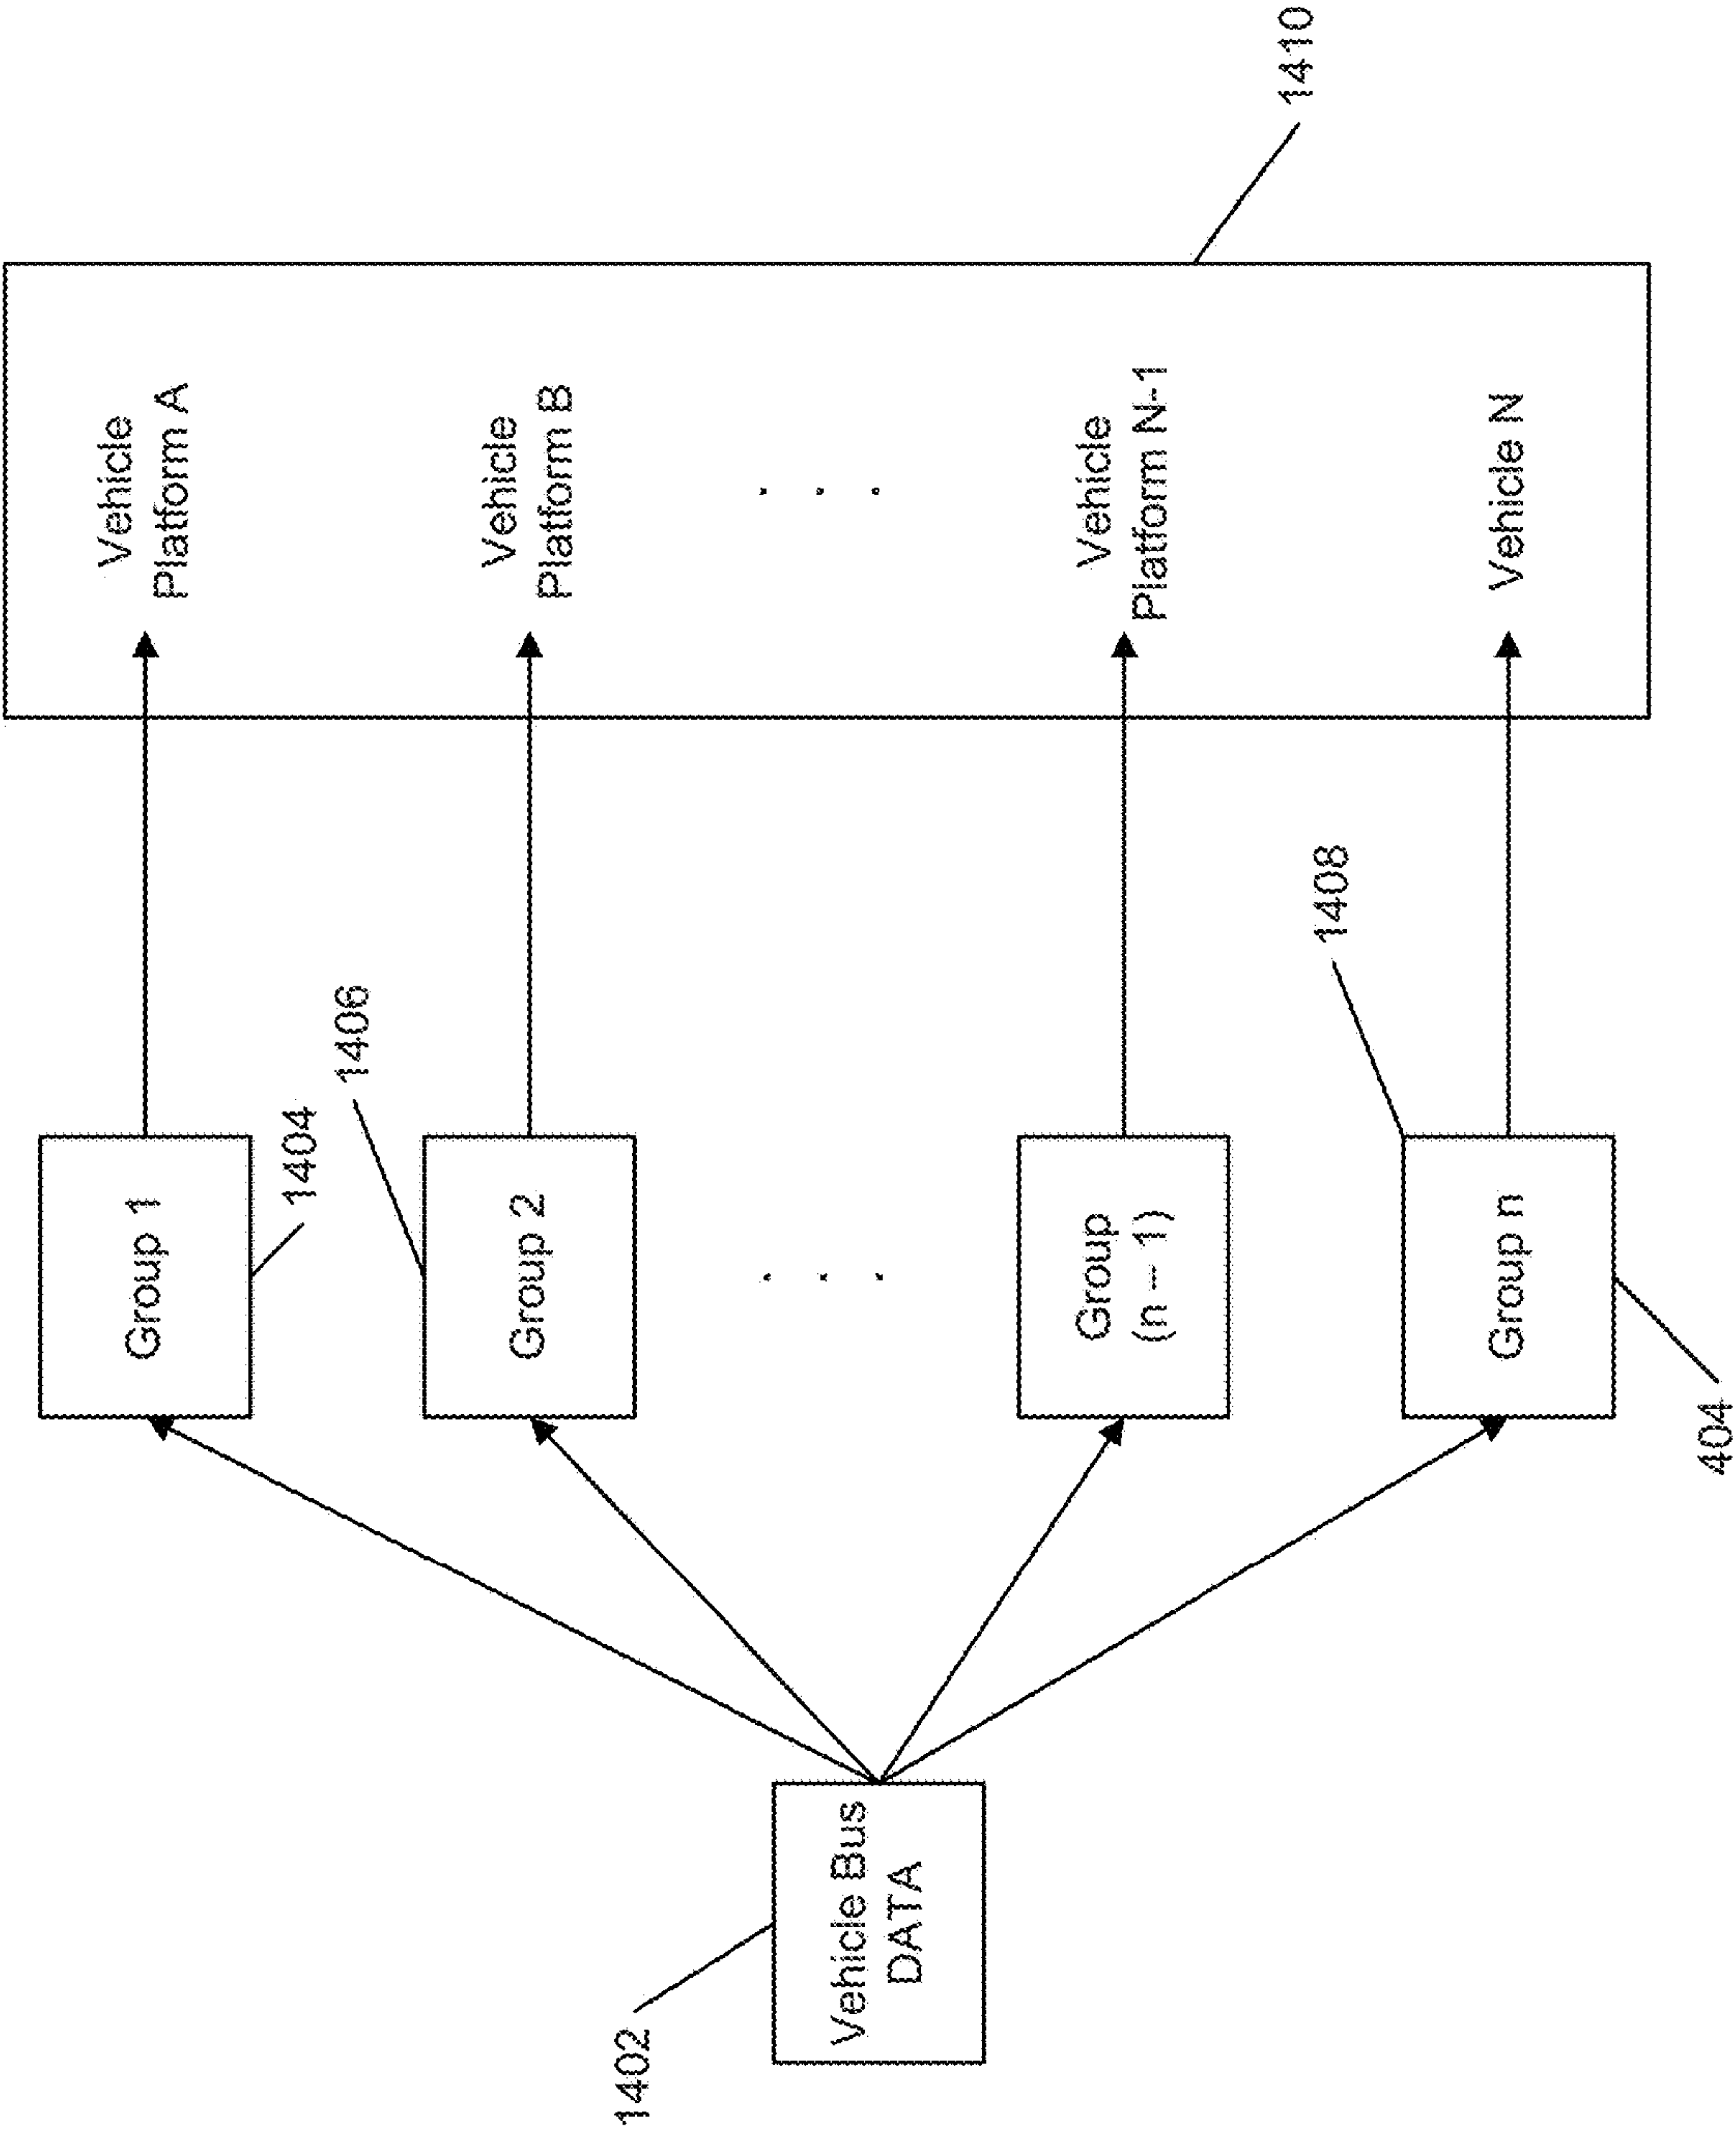 Vehicle
Platform A
Vehicle
Platform B
. . .
Vehicle
Platform N-1
Vehicle N
1410
Group 1
1404
1406
Group 2
. . .
Group
(n -- 1)
1408
Group n
404
1402
Vehicle Bus
DATA